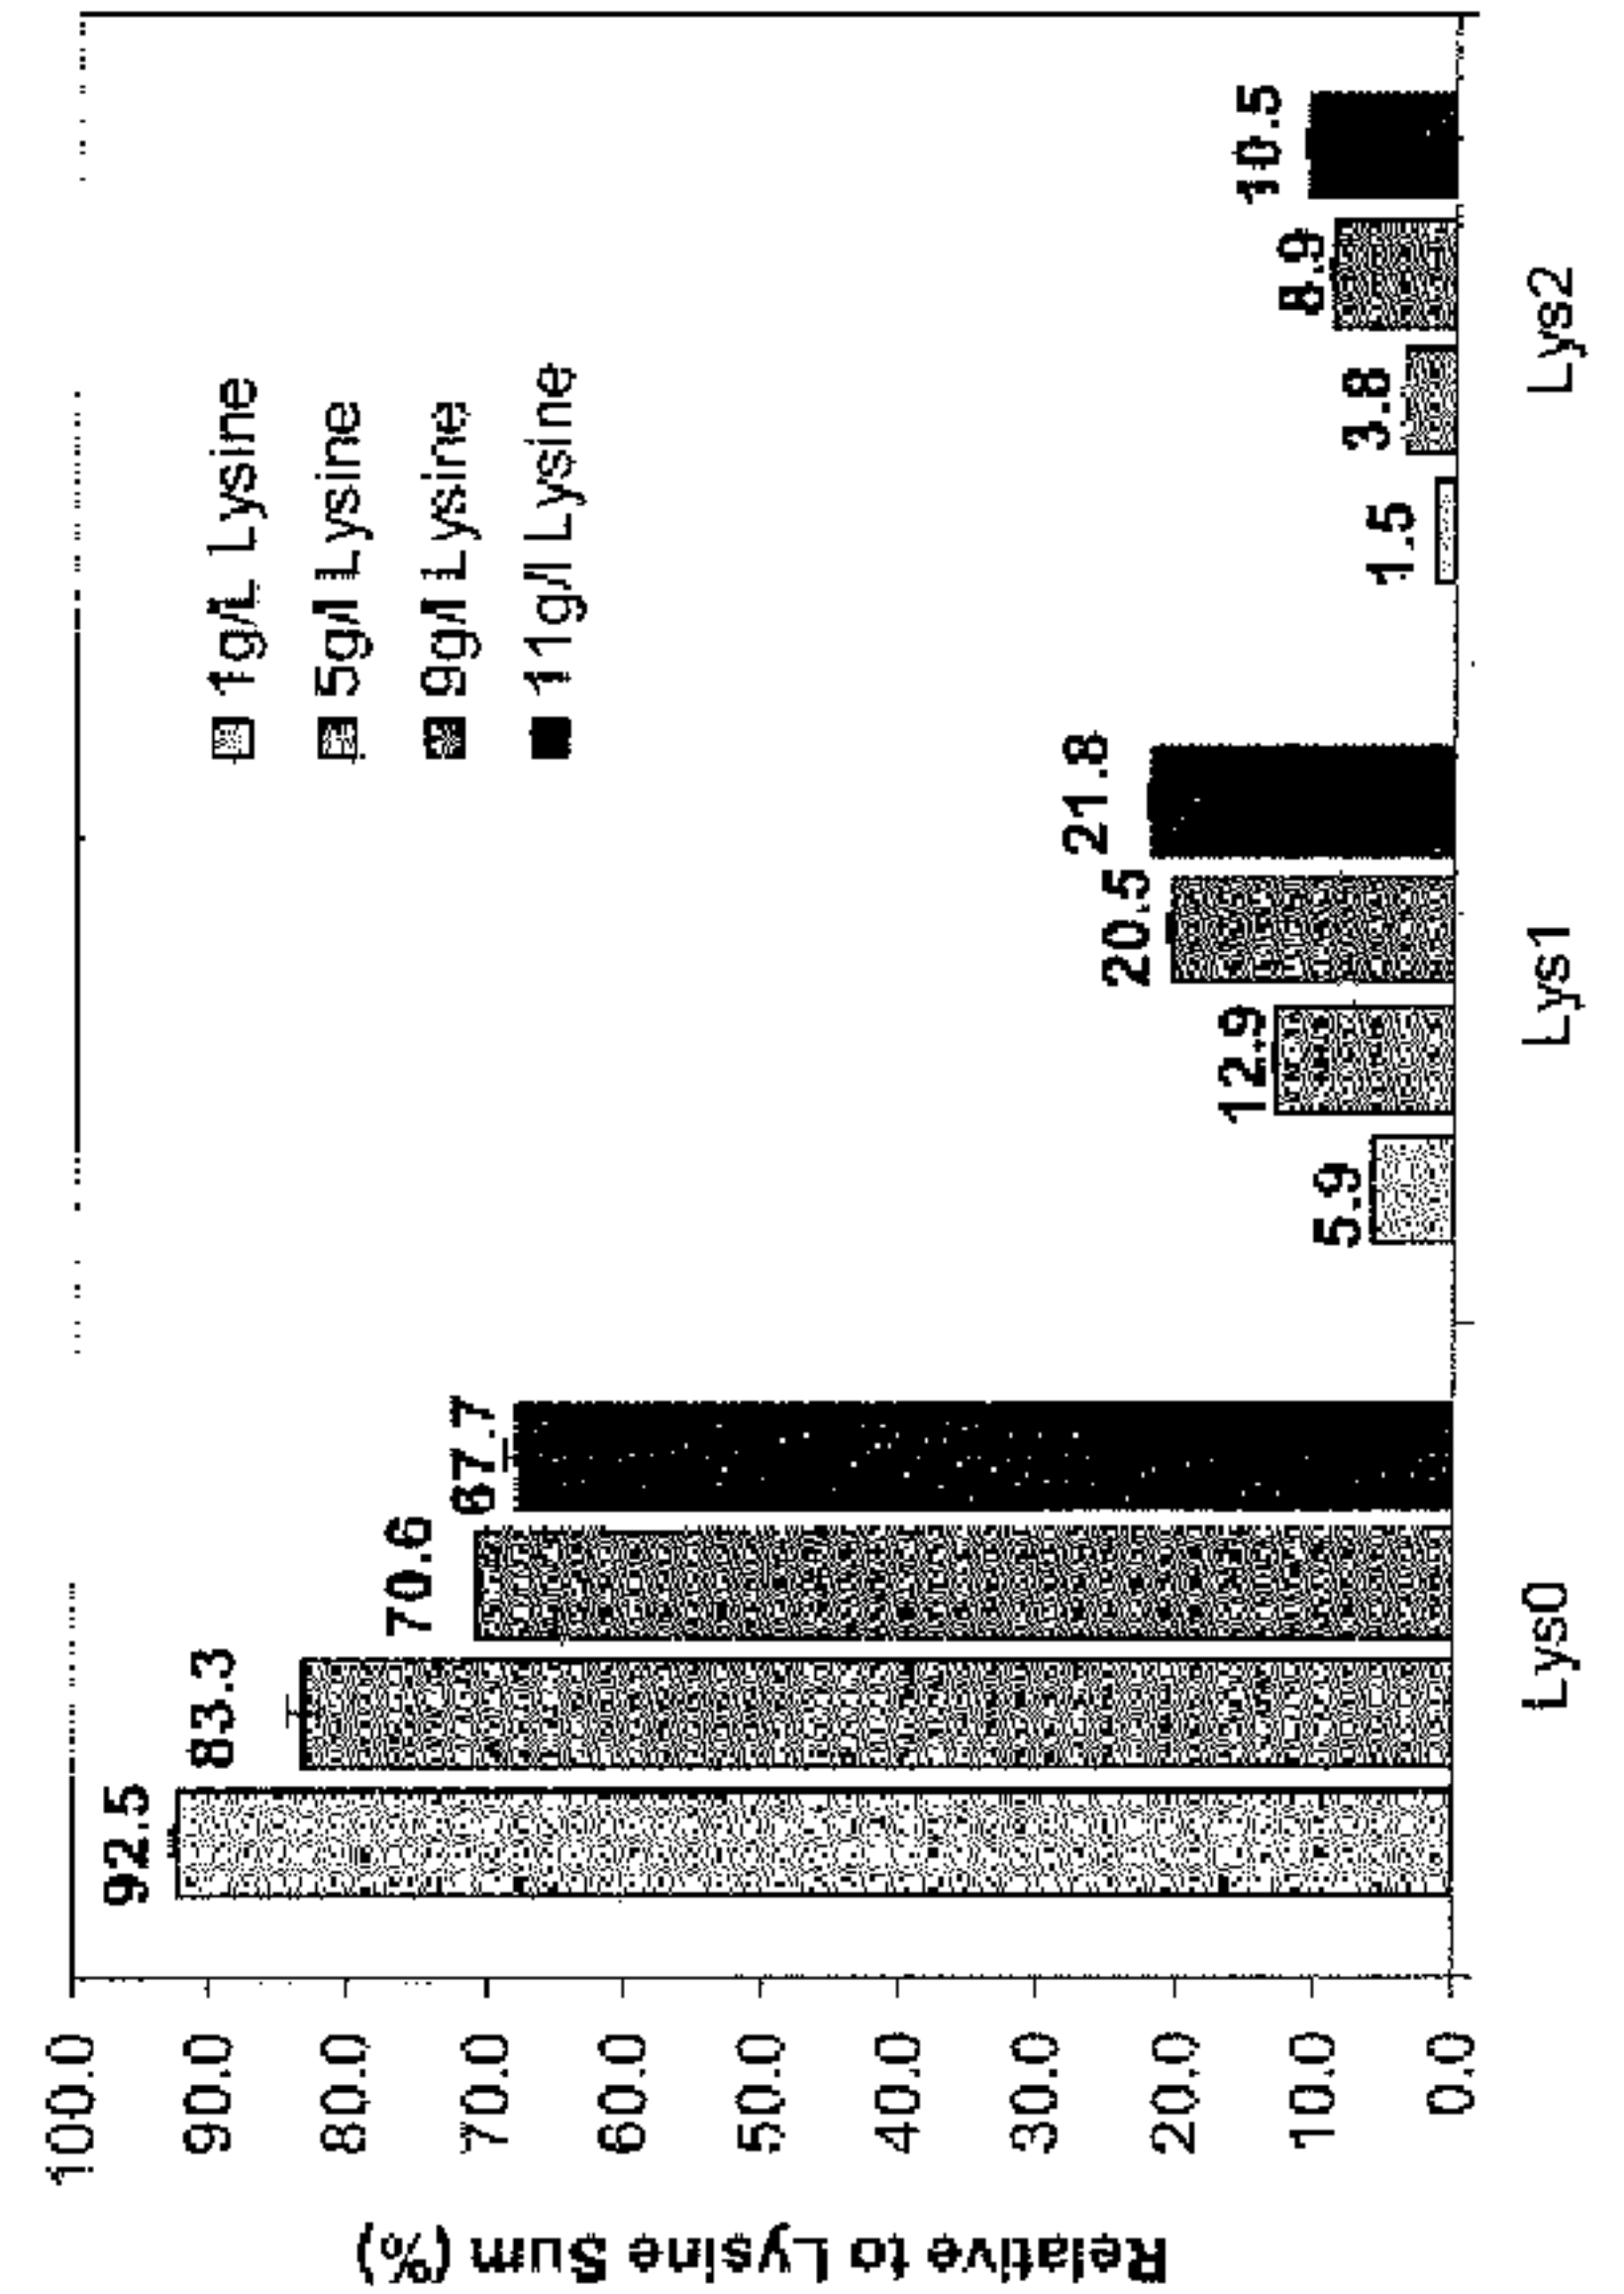 Relative to Lysine Sum (%)
100.0
90.0
80.0
70.0
60.0
50.0
40.0
30.0
20.0
10.0
0.0
1g/L Lysine
5g/l Lysine
9g/l Lysine
11g/l Lysine
92.5
83.3
70.6
67.7
5.9
12.9
20.5
21.8
1.5
3.8
8.9
10.5
Lys0
Lys1
Lys2